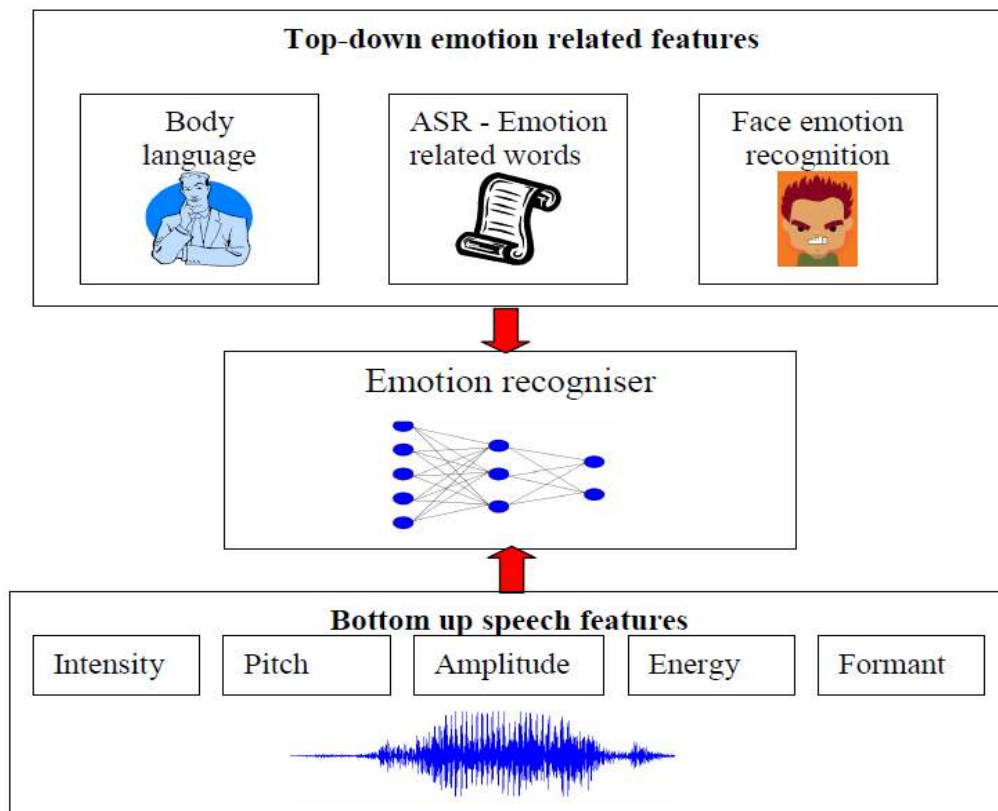 Top-down emotion related features
Body
language
ASR - Emotion
related words
Face emotion
recognition
Emotion recogniser
Bottom up speech features
Intensity
Pitch
Amplitude
Energy
Formant